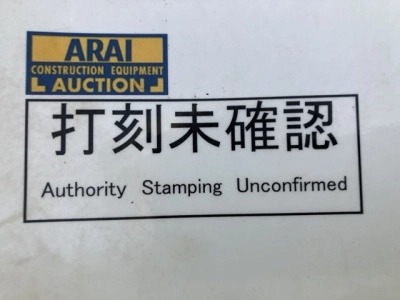 ARAI
CONSTRUCTION EQUIPMENT
AUCTION
打刻未確認
Authority Stamping Unconfirmed